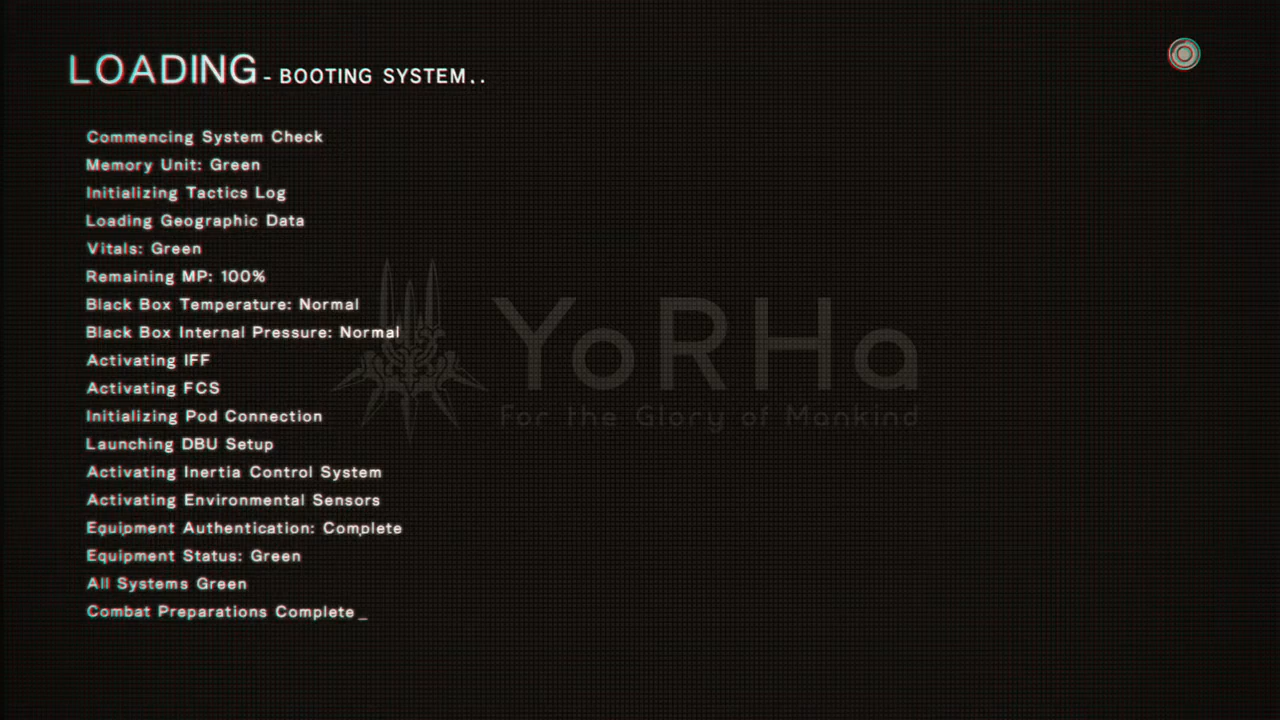 LOADING - BOOTING SYSTEM..
Commencing System Check
Memory Unit: Green
Initializing Tactics Log
Loading Geographic Data
Vitals: Green
Remaining MP: 100%
Black Box Temperature: Normal
Black Box Internal Pressure: Normal
Activating IFF
Activating FCS
Initializing Pod Connection
Launching DBU Setup
Activating Inertia Control System
Activating Environmental Sensors
Equipment Authentication: Complete
Equipment Status: Green
All Systems Green
Combat Preparations Complete_
YoRHa
For the Glory of Mankind